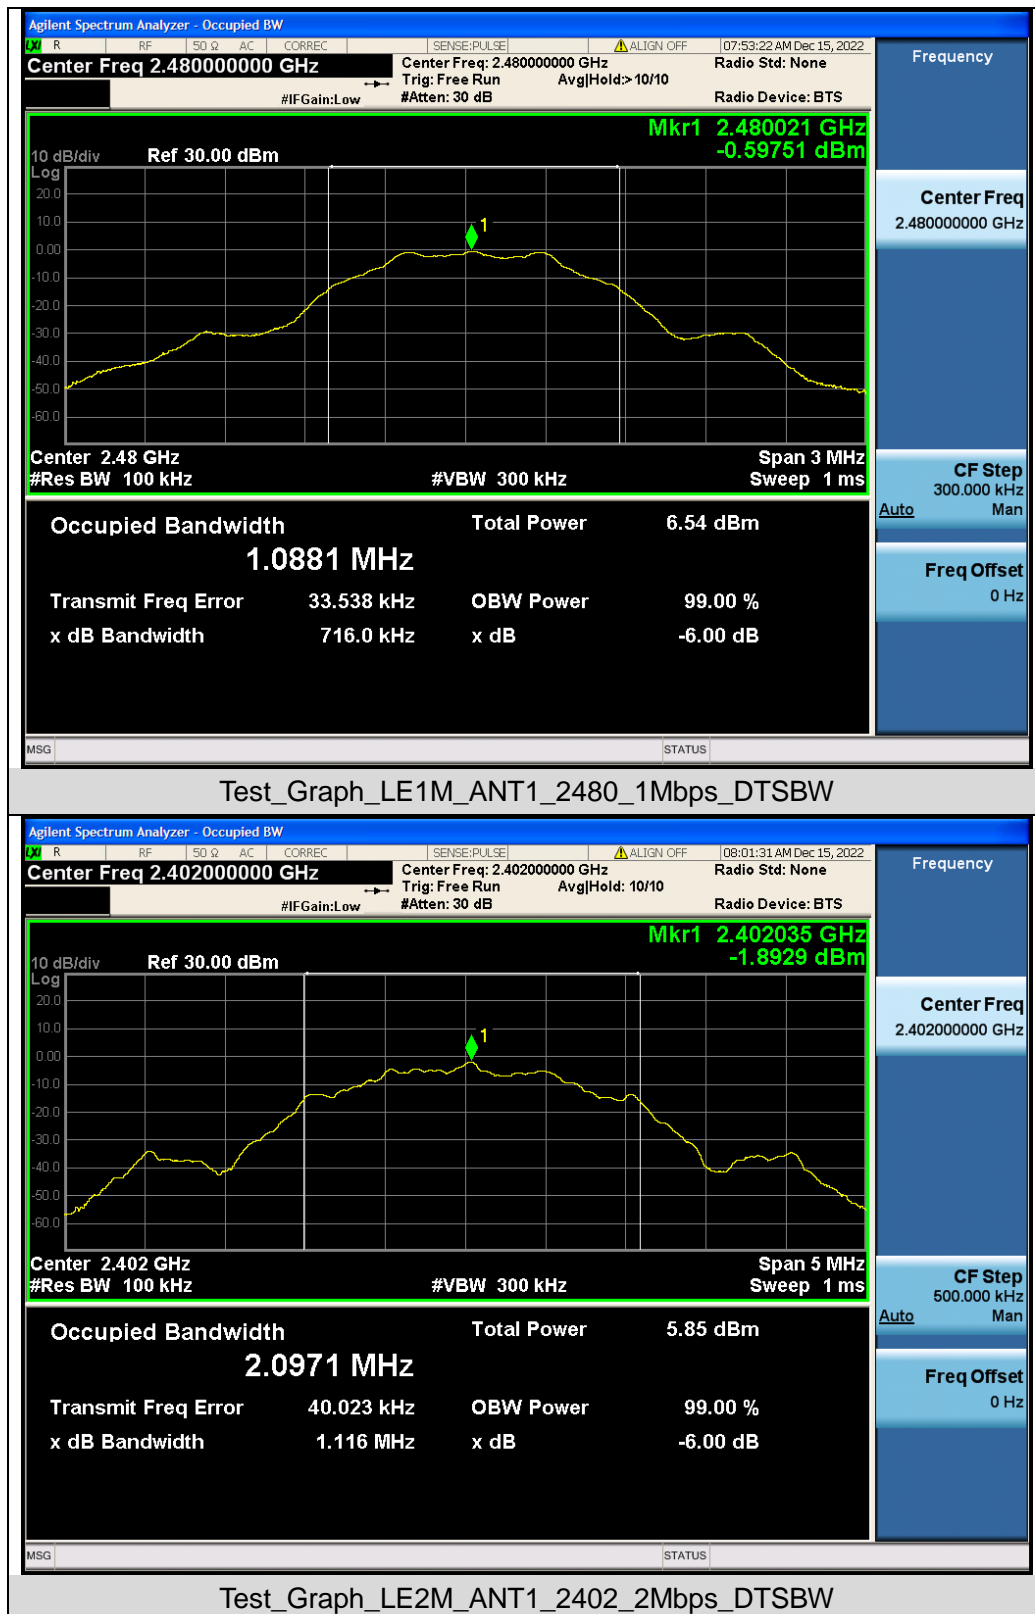 Agilent Spectrum Analyzer - Occupied BW
LXI R RF 50 Ω AC CORREC SENSE:PULSE ALIGN OFF 07:53:22 AM Dec 15, 2022
Center Freq 2.480000000 GHz Center Freq: 2.480000000 GHz Radio Std: None
Trig: Free Run Avg|Hold:>10/10
#IFGain:Low #Atten: 30 dB Radio Device: BTS
Frequency
Mkr1 2.480021 GHz
-0.59751 dBm
10 dB/div Ref 30.00 dBm
Log
20.0
10.0
0.00
-10.0
-20.0
-30.0
-40.0
-50.0
-60.0
1
Center 2.48 GHz Span 3 MHz
#Res BW 100 kHz #VBW 300 kHz Sweep 1 ms
Center Freq
2.480000000 GHz
CF Step
300.000 kHz
Auto Man
Freq Offset
0 Hz
Occupied Bandwidth Total Power 6.54 dBm
1.0881 MHz
Transmit Freq Error 33.538 kHz OBW Power 99.00 %
x dB Bandwidth 716.0 kHz x dB -6.00 dB
MSG STATUS
Test_Graph_LE1M_ANT1_2480_1Mbps_DTSBW
Agilent Spectrum Analyzer - Occupied BW
LXI R RF 50 Ω AC CORREC SENSE:PULSE ALIGN OFF 08:01:31 AM Dec 15, 2022
Center Freq 2.402000000 GHz Center Freq: 2.402000000 GHz Radio Std: None
Trig: Free Run Avg|Hold: 10/10
#IFGain:Low #Atten: 30 dB Radio Device: BTS
Frequency
Mkr1 2.402035 GHz
-1.8929 dBm
10 dB/div Ref 30.00 dBm
Log
20.0
10.0
0.00
-10.0
-20.0
-30.0
-40.0
-50.0
-60.0
1
Center 2.402 GHz Span 5 MHz
#Res BW 100 kHz #VBW 300 kHz Sweep 1 ms
Center Freq
2.402000000 GHz
CF Step
500.000 kHz
Auto Man
Freq Offset
0 Hz
Occupied Bandwidth Total Power 5.85 dBm
2.0971 MHz
Transmit Freq Error 40.023 kHz OBW Power 99.00 %
x dB Bandwidth 1.116 MHz x dB -6.00 dB
MSG STATUS
Test_Graph_LE2M_ANT1_2402_2Mbps_DTSBW